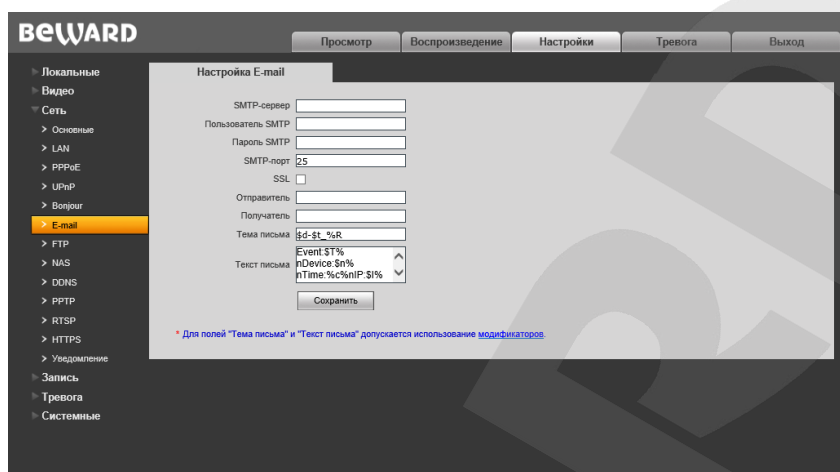 BEWARD
Просмотр
Воспроизведение
Настройки
Тревога
Выход
Локальные
Видео
Сеть
Основные
LAN
PPPoE
UPnP
Bonjour
E-mail
FTP
NAS
DDNS
PPTP
RTSP
HTTPS
Уведомление
Запись
Тревога
Системные
Настройка E-mail
SMTP-сервер
Пользователь SMTP
Пароль SMTP
SMTP-порт 25
SSL
Отправитель
Получатель
Тема письма $d-$t_%R
Текст письма Event:$T%
nDevice:$n%
nTime:%c%nIP:$I%
Сохранить
* Для полей "Тема письма" и "Текст письма" допускается использование модификаторов.